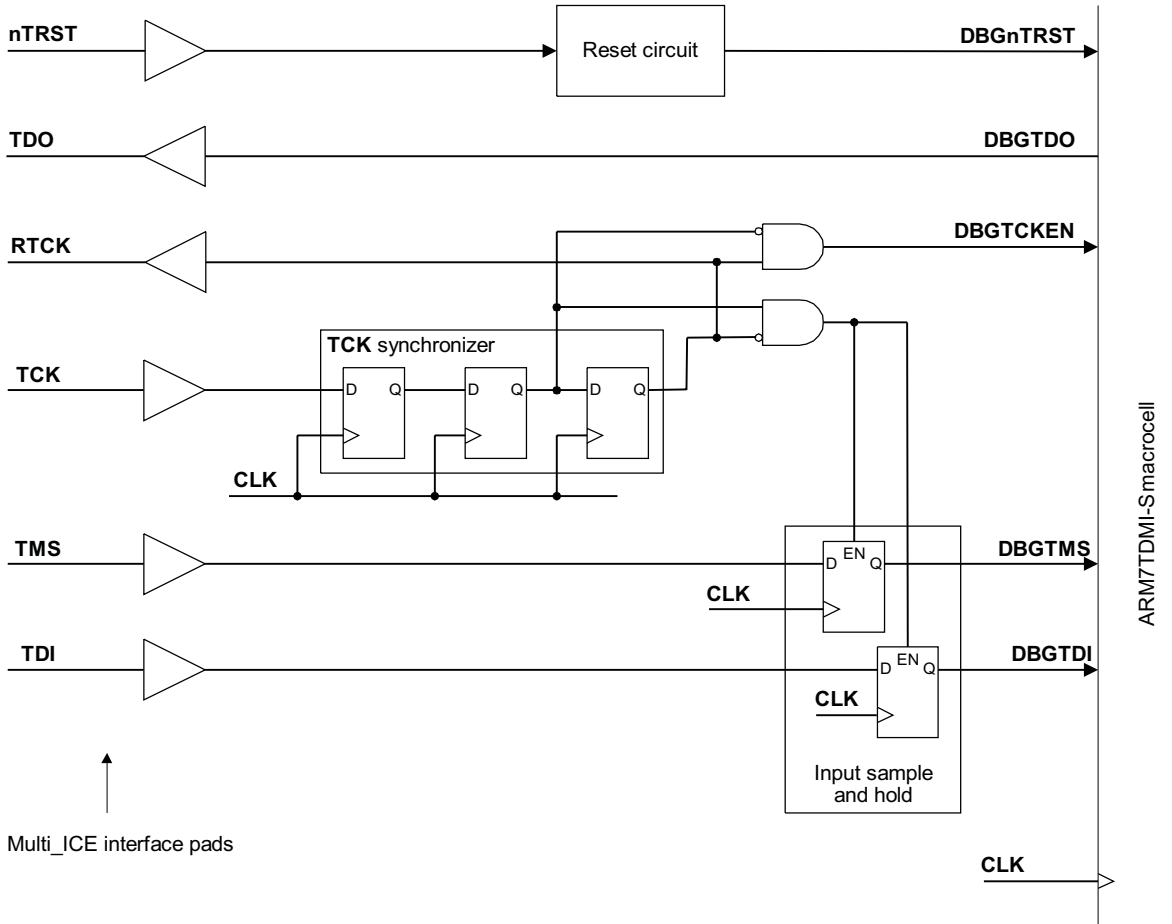 nTRST
Reset circuit
DBGnTRST
TDO
DBGTDO
RTCK
DBGTCKEN
TCK synchronizer
TCK
D Q
D Q
D Q
CLK
TMS
D EN Q
DBGTMS
CLK
TDI
D EN Q
DBGTDI
CLK
Input sample
and hold
Multi_ICE interface pads
CLK
ARM7TDMI-Smacrocell